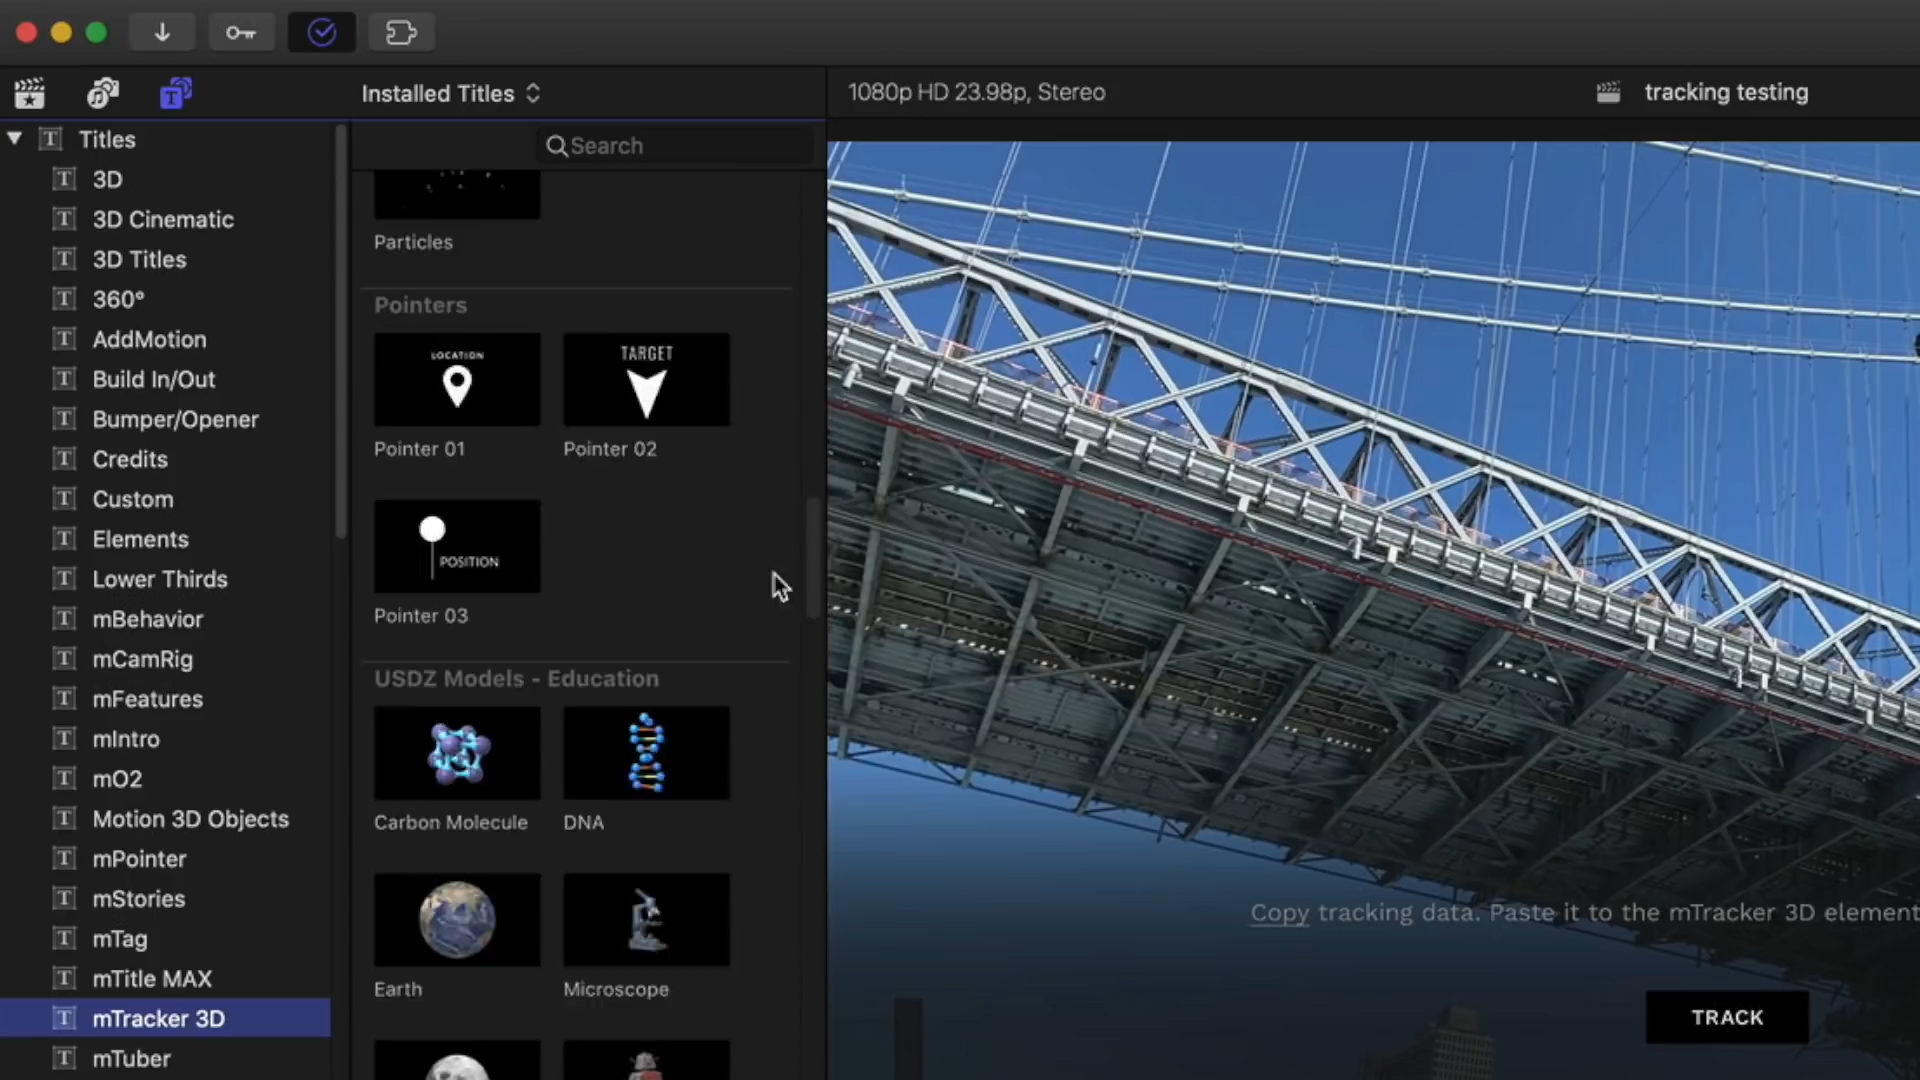 Installed Titles
1080p HD 23.98p, Stereo
tracking testing
Titles
3D
3D Cinematic
3D Titles
360°
AddMotion
Build In/Out
Bumper/Opener
Credits
Custom
Elements
Lower Thirds
mBehavior
mCamRig
mFeatures
mIntro
mO2
Motion 3D Objects
mPointer
mStories
mTag
mTitle MAX
mTracker 3D
mTuber
Search
Particles
Pointers
LOCATION
TARGET
Pointer 01
Pointer 02
POSITION
Pointer 03
USDZ Models - Education
Carbon Molecule
DNA
Earth
Microscope
Copy tracking data. Paste it to the mTracker 3D element
TRACK